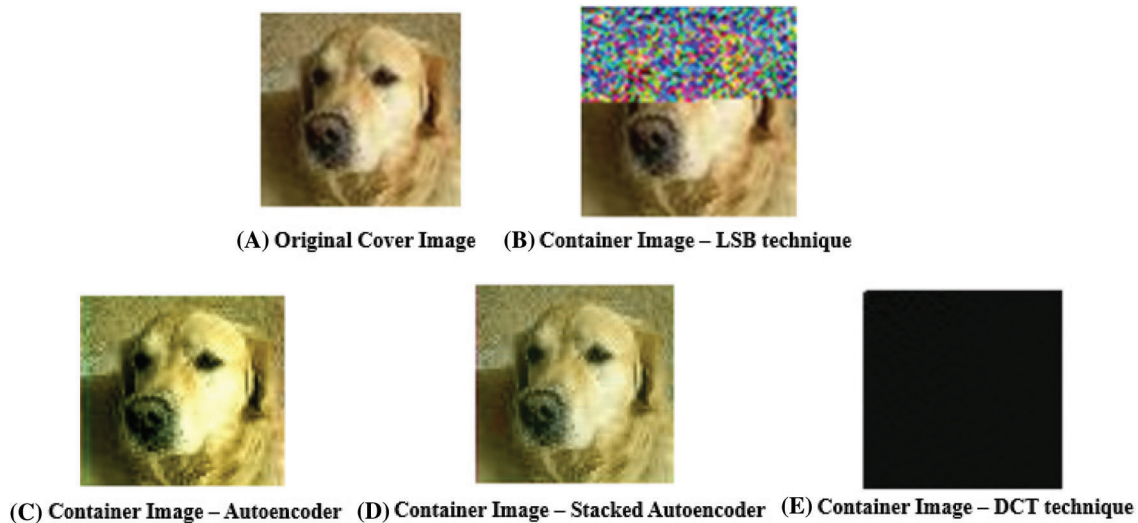 (A) Original Cover Image
(B) Container Image – LSB technique
(C) Container Image – Autoencoder
(D) Container Image – Stacked Autoencoder
(E) Container Image – DCT technique